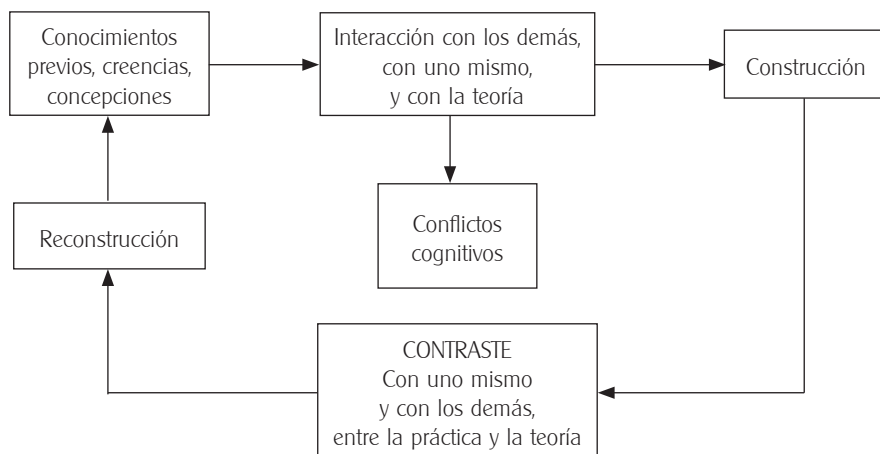 Conocimientos
previos, creencias,
concepciones
Interacción con los demás,
con uno mismo,
y con la teoría
Construcción
Reconstrucción
Conflictos
cognitivos
CONTRASTE
Con uno mismo
y con los demás,
entre la práctica y la teoría